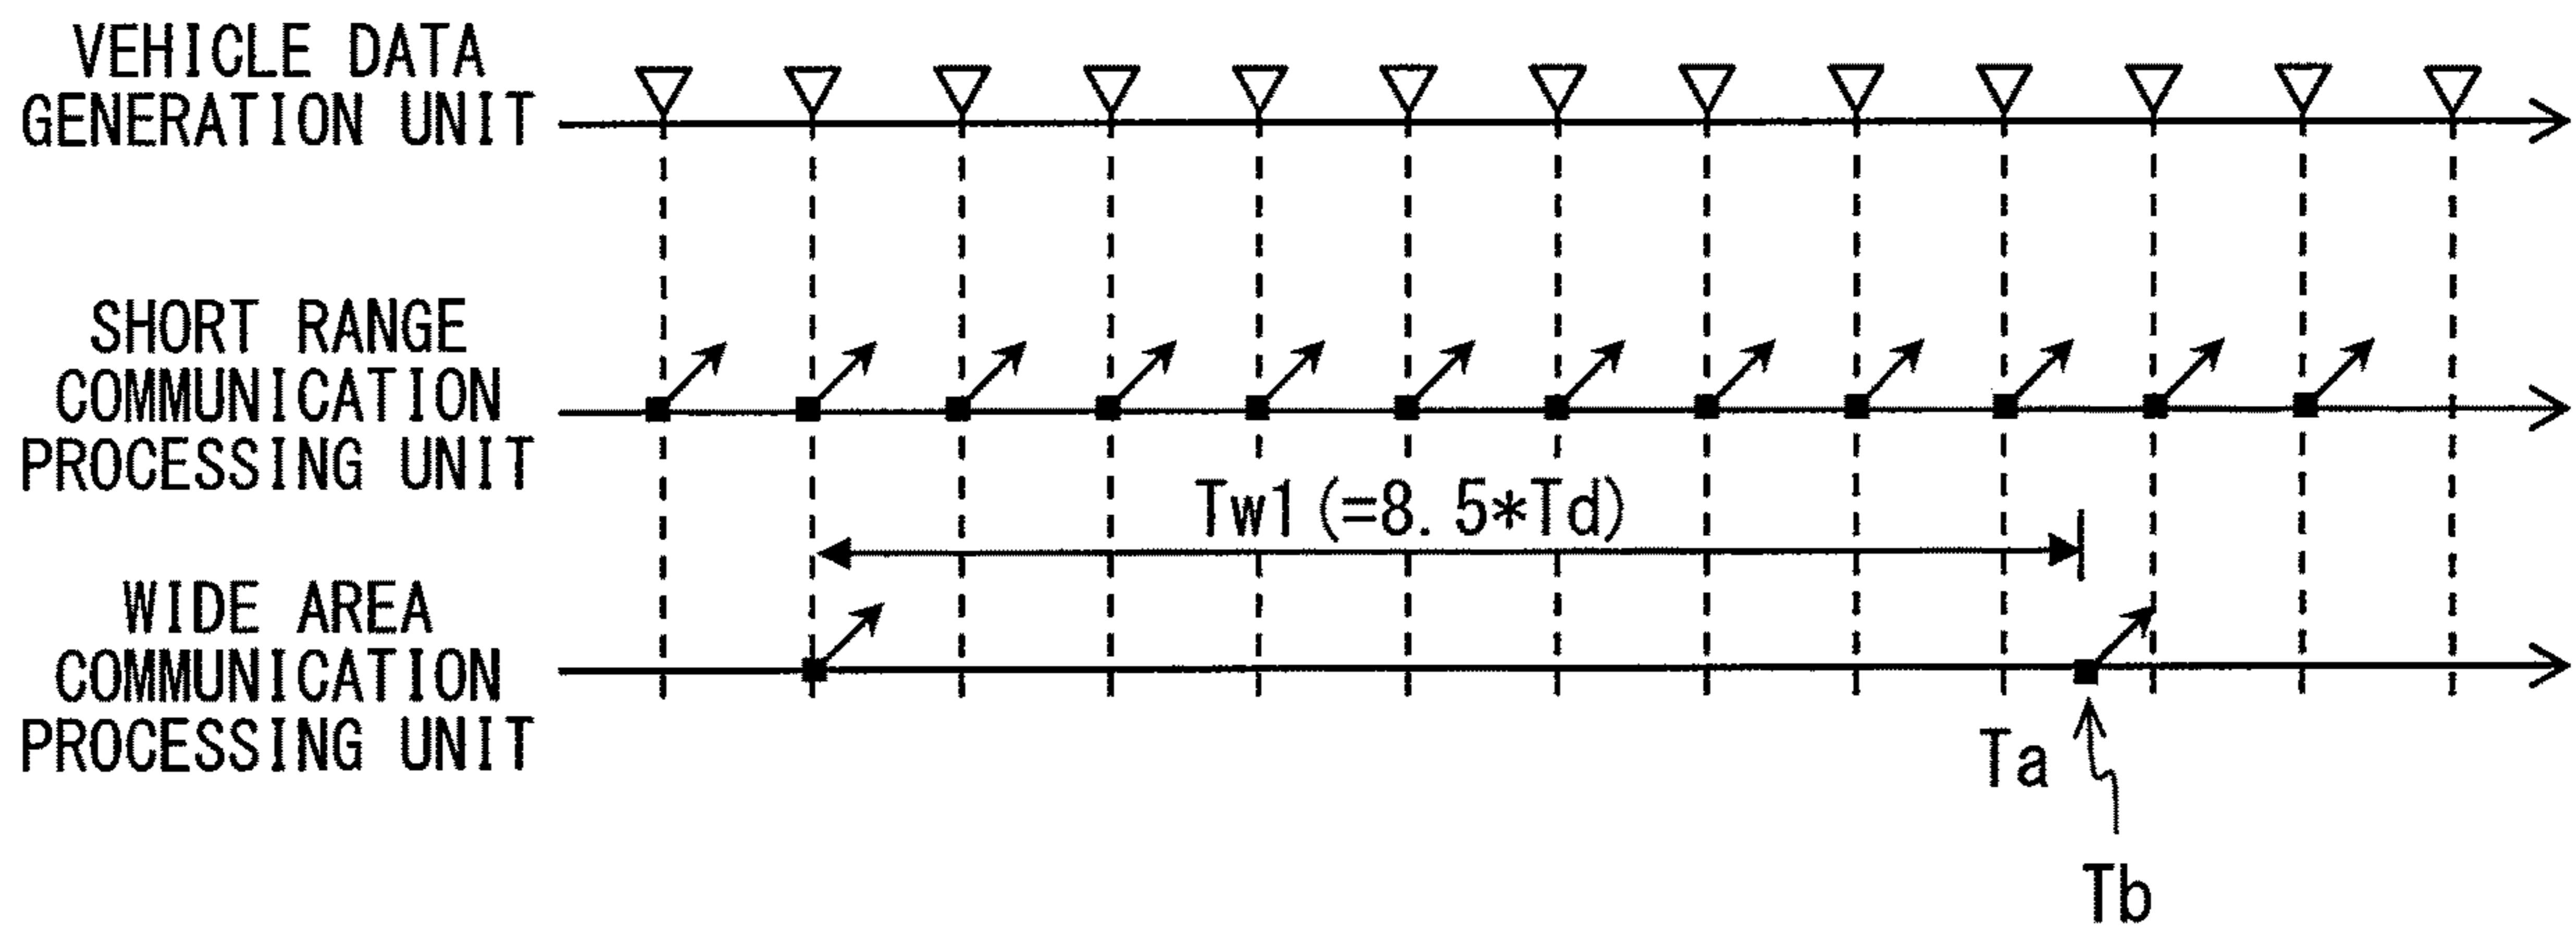 VEHICLE DATA
GENERATION UNIT
SHORT RANGE
COMMUNICATION
PROCESSING UNIT
Tw1(=8.5*Td)
WIDE AREA
COMMUNICATION
PROCESSING UNIT
Ta
Tb